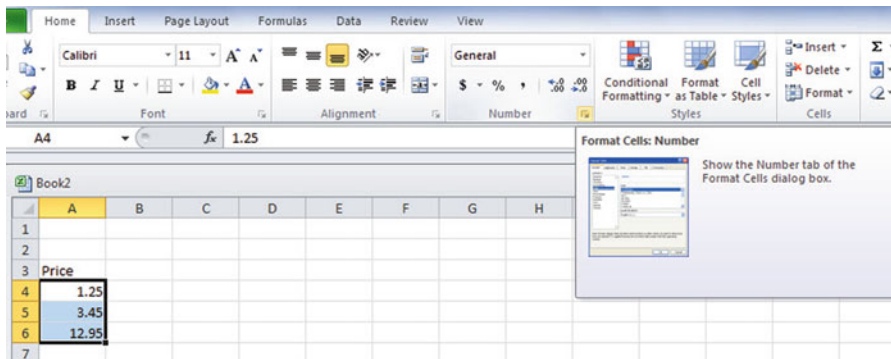 Home Insert Page Layout Formulas Data Review View
Calibri 11 A A General Insert
B I U A $ % , .0 .00 Conditional Format Cell Delete
Formatting as Table Styles Format
ard Font Alignment Number Styles Cells
A4 fx 1.25
Format Cells: Number
Show the Number tab of the
Format Cells dialog box.
Book2
A B C D E F G H
1
2
3 Price
4 1.25
5 3.45
6 12.95
7